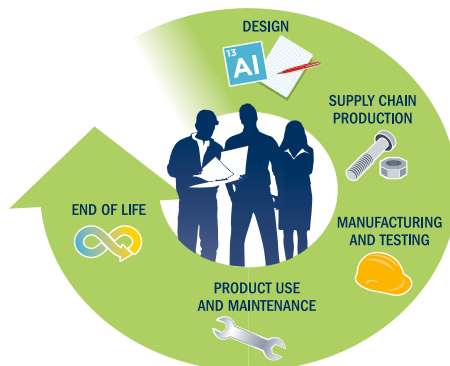 DESIGN
13
Al
SUPPLY CHAIN
PRODUCTION
MANUFACTURING
AND TESTING
PRODUCT USE
AND MAINTENANCE
END OF LIFE